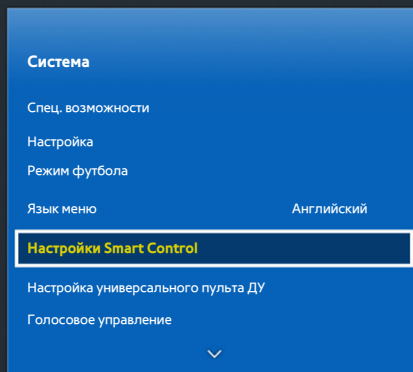 Система
Спец. возможности
Настройка
Режим футбола
Язык меню Английский
Настройки Smart Control
Настройка универсального пульта ДУ
Голосовое управление